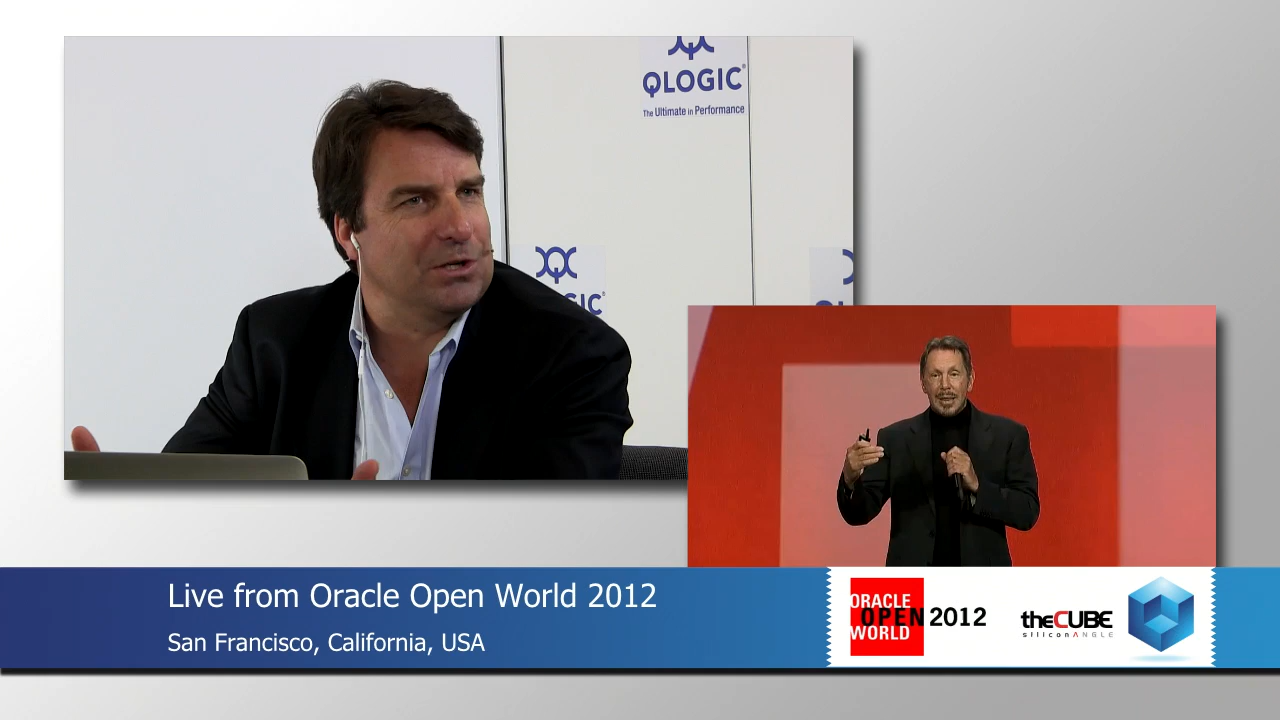 QLOGIC®
The Ultimate in Performance
GIC®
Live from Oracle Open World 2012
San Francisco, California, USA
ORACLE
OPEN 2012
WORLD
theCUBE
siliconANGLE